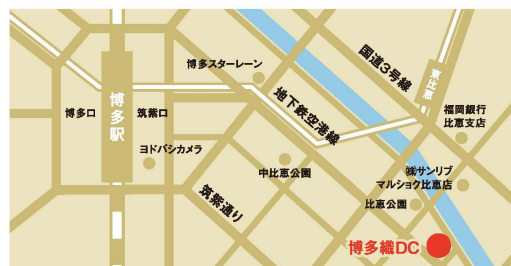 博多スターレーン
国道3号線
東比恵
博多口
博多駅
筑紫口
地下鉄空港線
福岡銀行
比恵支店
ヨドバシカメラ
中比恵公園
㈱サンリブ
マルショク比恵店
筑紫通り
比恵公園
博多織DC